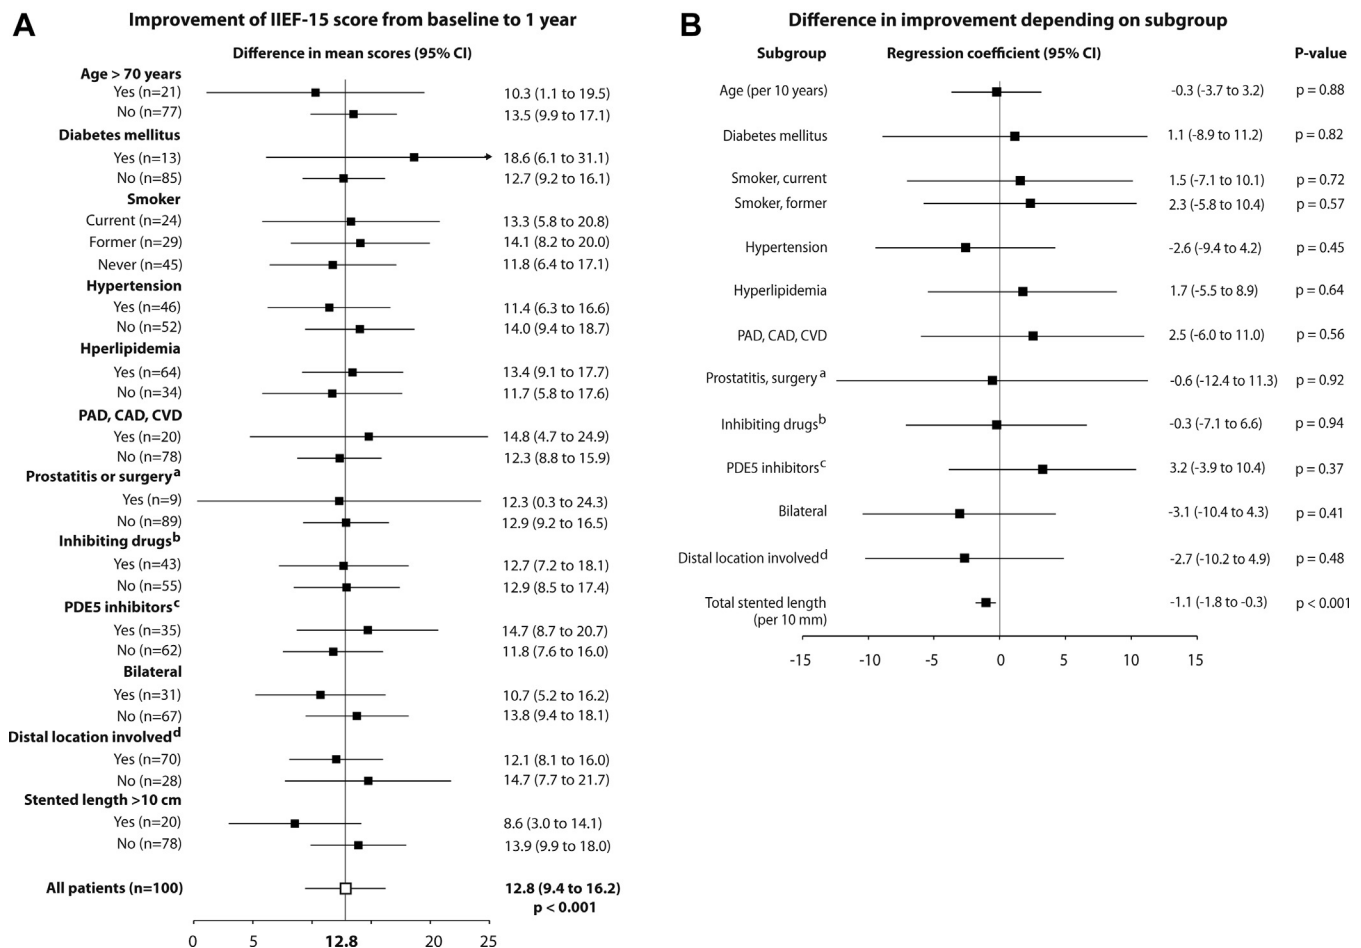 A
Improvement of IIEF-15 score from baseline to 1 year
Difference in mean scores (95% CI)
Age > 70 years
Yes (n=21) 10.3 (1.1 to 19.5)
No (n=77) 13.5 (9.9 to 17.1)
Diabetes mellitus
Yes (n=13) 18.6 (6.1 to 31.1)
No (n=85) 12.7 (9.2 to 16.1)
Smoker
Current (n=24) 13.3 (5.8 to 20.8)
Former (n=29) 14.1 (8.2 to 20.0)
Never (n=45) 11.8 (6.4 to 17.1)
Hypertension
Yes (n=46) 11.4 (6.3 to 16.6)
No (n=52) 14.0 (9.4 to 18.7)
Hperlipidemia
Yes (n=64) 13.4 (9.1 to 17.7)
No (n=34) 11.7 (5.8 to 17.6)
PAD, CAD, CVD
Yes (n=20) 14.8 (4.7 to 24.9)
No (n=78) 12.3 (8.8 to 15.9)
Prostatitis or surgery a
Yes (n=9) 12.3 (0.3 to 24.3)
No (n=89) 12.9 (9.2 to 16.5)
Inhibiting drugs b
Yes (n=43) 12.7 (7.2 to 18.1)
No (n=55) 12.9 (8.5 to 17.4)
PDE5 inhibitors c
Yes (n=35) 14.7 (8.7 to 20.7)
No (n=62) 11.8 (7.6 to 16.0)
Bilateral
Yes (n=31) 10.7 (5.2 to 16.2)
No (n=67) 13.8 (9.4 to 18.1)
Distal location involved d
Yes (n=70) 12.1 (8.1 to 16.0)
No (n=28) 14.7 (7.7 to 21.7)
Stented length >10 cm
Yes (n=20) 8.6 (3.0 to 14.1)
No (n=78) 13.9 (9.9 to 18.0)
All patients (n=100) 12.8 (9.4 to 16.2)
p < 0.001
0 5 12.8 20 25
B
Difference in improvement depending on subgroup
Subgroup Regression coefficient (95% CI) P-value
Age (per 10 years) -0.3 (-3.7 to 3.2) p = 0.88
Diabetes mellitus 1.1 (-8.9 to 11.2) p = 0.82
Smoker, current 1.5 (-7.1 to 10.1) p = 0.72
Smoker, former 2.3 (-5.8 to 10.4) p = 0.57
Hypertension -2.6 (-9.4 to 4.2) p = 0.45
Hyperlipidemia 1.7 (-5.5 to 8.9) p = 0.64
PAD, CAD, CVD 2.5 (-6.0 to 11.0) p = 0.56
Prostatitis, surgery a -0.6 (-12.4 to 11.3) p = 0.92
Inhibiting drugs b -0.3 (-7.1 to 6.6) p = 0.94
PDE5 inhibitors c 3.2 (-3.9 to 10.4) p = 0.37
Bilateral -3.1 (-10.4 to 4.3) p = 0.41
Distal location involved d -2.7 (-10.2 to 4.9) p = 0.48
Total stented length -1.1 (-1.8 to -0.3) p < 0.001
(per 10 mm)
-15 -10 -5 0 5 10 15